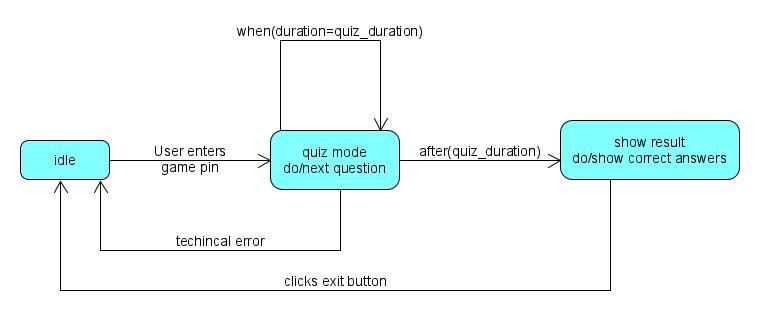 when(duration=quiz_duration)
idle
User enters
game pin
quiz mode
do/next question
after(quiz_duration)
show result
do/show correct answers
techincal error
clicks exit button